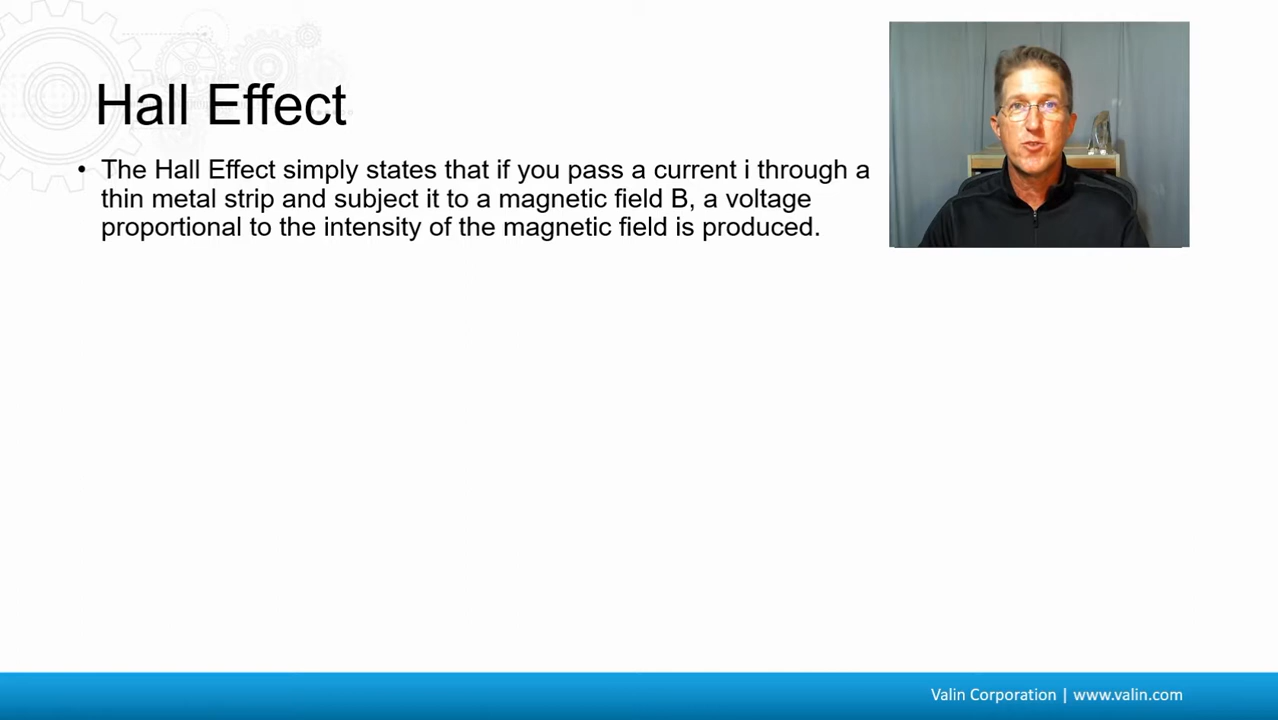 Hall Effect
• The Hall Effect simply states that if you pass a current i through a
thin metal strip and subject it to a magnetic field B, a voltage
proportional to the intensity of the magnetic field is produced.
Valin Corporation | www.valin.com